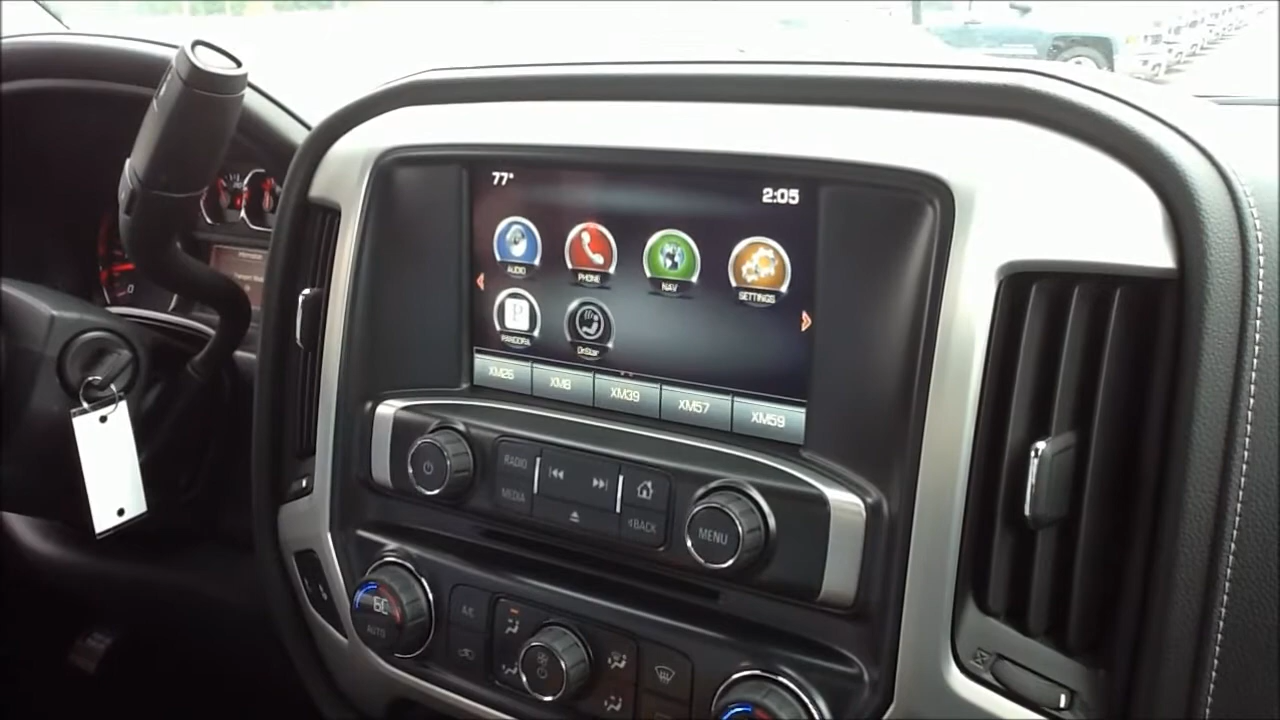 77°
2:05
AUDIO
PHONE
NAV
SETTINGS
P
PANDORA
OnStar
XM26
XM8
XM39
XM57
XM59
RADIO
MEDIA
BACK
MENU
60
AUTO
A/C